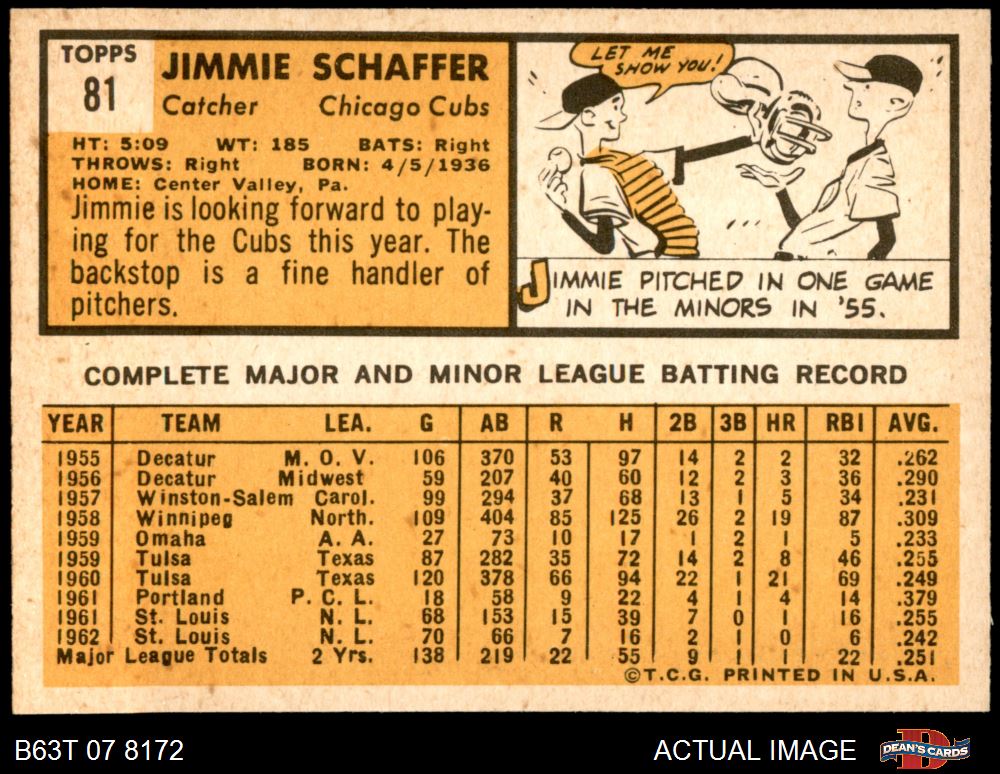 TOPPS
81
JIMMIE SCHAFFER
Catcher Chicago Cubs
HT: 5:09 WT: 185 BATS: Right
THROWS: Right BORN: 4/5/1936
HOME: Center Valley, Pa.
Jimmie is looking forward to play-
ing for the Cubs this year. The
backstop is a fine handler of
pitchers.
LET ME
SHOW YOU!
JIMMIE PITCHED IN ONE GAME
IN THE MINORS IN '55.
COMPLETE MAJOR AND MINOR LEAGUE BATTING RECORD
YEAR TEAM LEA. G AB R H 2B 3B HR RBI AVG.
1955 Decatur M. O. V. 106 370 53 97 14 2 2 32 .262
1956 Decatur Midwest 59 207 40 60 12 2 3 36 .290
1957 Winston-Salem Carol. 99 294 37 68 13 1 5 34 .231
1958 Winnipeg North. 109 404 85 125 26 2 19 87 .309
1959 Omaha A. A. 27 73 10 17 1 2 1 5 .233
1959 Tulsa Texas 87 282 35 72 14 2 8 46 .255
1960 Tulsa Texas 120 378 66 94 22 1 21 69 .249
1961 Portland P. C. L. 18 58 9 22 4 1 4 14 .379
1961 St. Louis N. L. 68 153 15 39 7 0 1 16 .255
1962 St. Louis N. L. 70 66 7 16 2 1 0 6 .242
Major League Totals 2 Yrs. 138 219 22 55 9 1 1 22 .251
©T.C.G. PRINTED IN U.S.A.
B63T 07 8172
ACTUAL IMAGE
DEAN'S CARDS